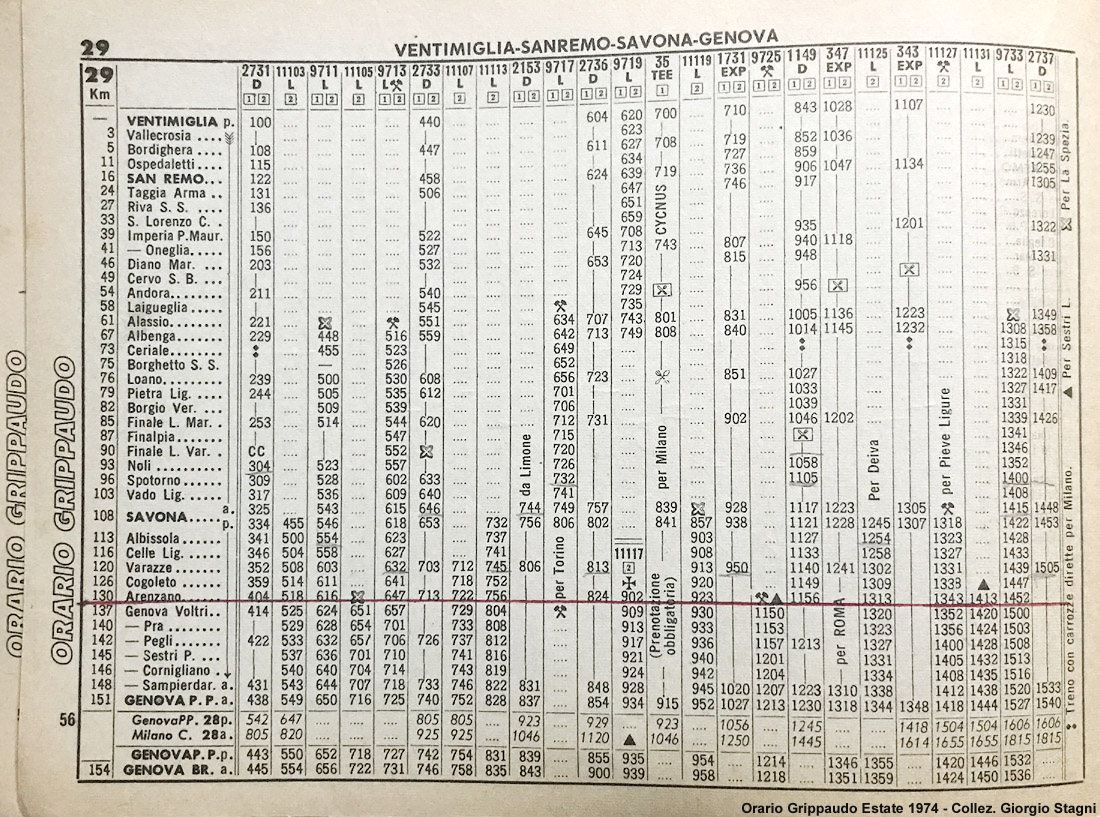 29 VENTIMIGLIA-SANREMO-SAVONA-GENOVA
29 2731 11103 9711 11105 9713 2733 11107 11113 2153 9717 2736 9719 35 11119 1731 9725 1149 347 11125 343 11127 11131 9733 2737
Km D L L L L D L L D L D L TEE L EXP D EXP L EXP L L D
— VENTIMIGLIA p. 100 440 604 620 700 710 843 1028 1107 1230
3 Vallecrosia 623
5 Bordighera 108 447 611 627 708 719 852 1036 1239
11 Ospedaletti 115 634 727 859 1247
16 SAN REMO 122 458 624 639 719 736 906 1047 1134 1255
24 Taggia Arma 131 506 647 746 917 1305
27 Riva S. S. 136 651
33 S. Lorenzo C. 659 935 1201 1322
39 Imperia P.Maur. 150 522 645 708 940 1118
41 — Oneglia 156 527 713 743 807 948 1331
46 Diano Mar. 203 532 653 720 815
49 Cervo S. B. 724
54 Andora 211 540 729 956
58 Laigueglia 545 735
61 Alassio 221 551 634 707 743 801 831 1005 1136 1223 1349
67 Albenga 229 448 516 559 642 713 749 808 840 1014 1145 1232 1308 1358
73 Ceriale 455 523 649 1315
75 Borghetto S. S. — 526 652 1318
76 Loano 239 500 530 608 656 723 851 1027 1322 1409
79 Pietra Lig. 244 505 535 612 701 1033 1327 1417
82 Borgio Ver. 509 539 706 1039 1331
85 Finale L. Mar. 253 514 544 620 712 731 902 1046 1202 1339 1426
87 Finalpia 547 715 1341
90 Finale L. Var. CC 552 720 1346
93 Noli 304 523 557 726 1058 1352
96 Spotorno 309 528 602 633 732 1105 1400
103 Vado Lig. 317 536 609 640 741 1408
108 SAVONA a. 325 543 615 646 744 749 757 839 928 1117 1223 1305 1415 1448
p. 334 455 546 618 653 732 756 806 802 841 857 938 1121 1228 1245 1307 1318 1422 1453
113 Albissola 341 500 554 623 737 903 1127 1254 1323 1428
116 Celle Lig. 346 504 558 627 741 11117 908 1133 1258 1327 1433
120 Varazze 352 508 603 632 703 712 745 806 813 913 950 1140 1241 1302 1331 1439 1505
126 Cogoleto 359 514 611 641 718 752 920 1149 1309 1338 1447
130 Arenzano 404 518 616 647 713 722 756 824 902 923 1156 1313 1343 1413 1452
137 Genova Voltri 414 525 624 651 657 729 804 909 930 1150 1320 1352 1420 1500
140 — Pra 529 628 654 701 733 808 913 933 1153 1323 1356 1424 1503
142 — Pegli 422 533 632 657 706 726 737 812 917 936 1157 1213 1327 1400 1428 1508
145 — Sestri P. 537 636 701 710 741 816 921 940 1201 1331 1405 1432 1513
146 — Cornigliano 540 640 704 714 743 819 924 942 1204 1334 1408 1435 1516
148 — Sampierdar. a. 431 543 644 707 718 733 746 822 831 848 928 945 1020 1207 1223 1310 1338 1412 1438 1520 1533
151 GENOVA P. P. a. 438 549 650 716 725 740 752 828 837 854 934 915 952 1027 1213 1230 1318 1344 1348 1418 1444 1527 1540
GenovaPP. 28p. 542 647 805 805 923 929 923 1056 1245 1418 1504 1504 1606 1606
Milano C. 28a. 805 820 925 925 1046 1120 1046 1250 1445 1614 1655 1655 1815 1815
GENOVAP.P.p. 443 550 652 718 727 742 754 831 839 855 935 954 1214 1346 1355 1420 1446 1532
154 GENOVA BR. a. 445 554 656 722 731 746 758 835 843 900 939 958 1218 1351 1359 1424 1450 1536
56
ORARIO GRIPPAUDO
ORARIO GRIPPAUDO
da Limone
per Torino
CYCNUS
per Milano
(Prenotazione obbligatoria)
per ROMA
Per Deiva
per Pieve Ligure
Per La Spezia.
Per Sestri L.
Treno con carrozze dirette per Milano.
Orario Grippaudo Estate 1974 - Collez. Giorgio Stagni